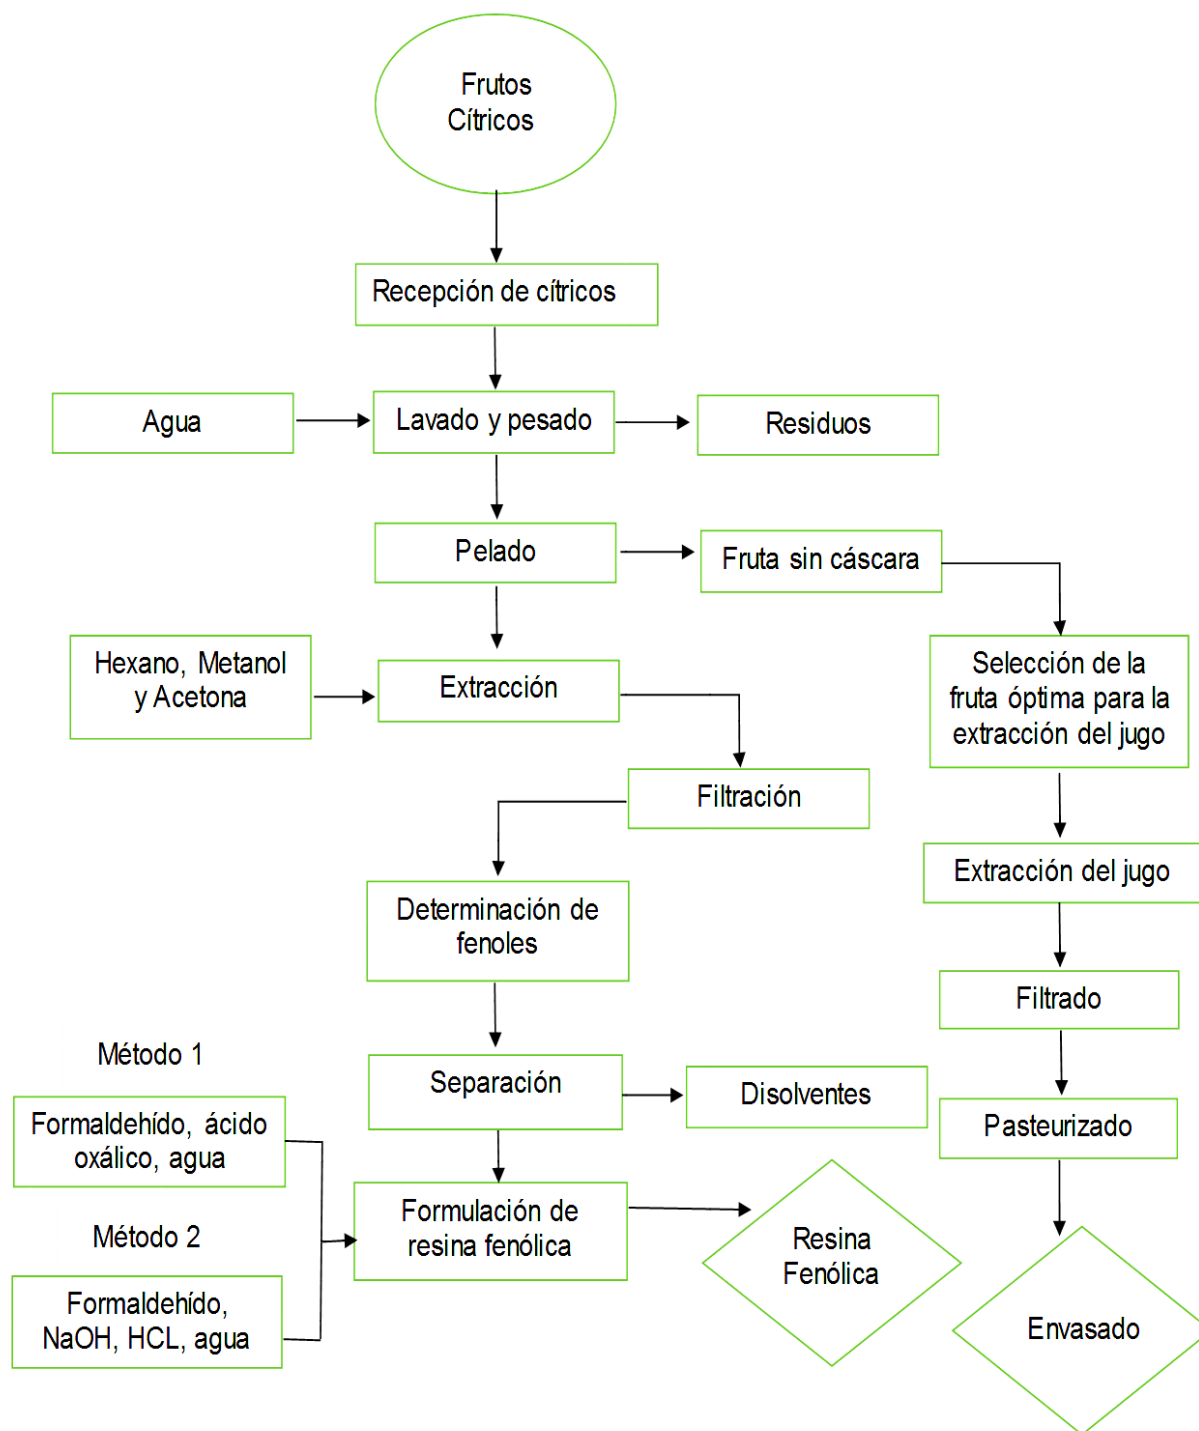 Frutos
Cítricos
Recepción de cítricos
Agua
Lavado y pesado
Residuos
Pelado
Fruta sin cáscara
Hexano, Metanol
y Acetona
Extracción
Selección de la
fruta óptima para la
extracción del jugo
Filtración
Extracción del jugo
Determinación de
fenoles
Filtrado
Método 1
Separación
Disolventes
Pasteurizado
Formaldehído, ácido
oxálico, agua
Método 2
Formulación de
resina fenólica
Resina
Fenólica
Formaldehído,
NaOH, HCL, agua
Envasado